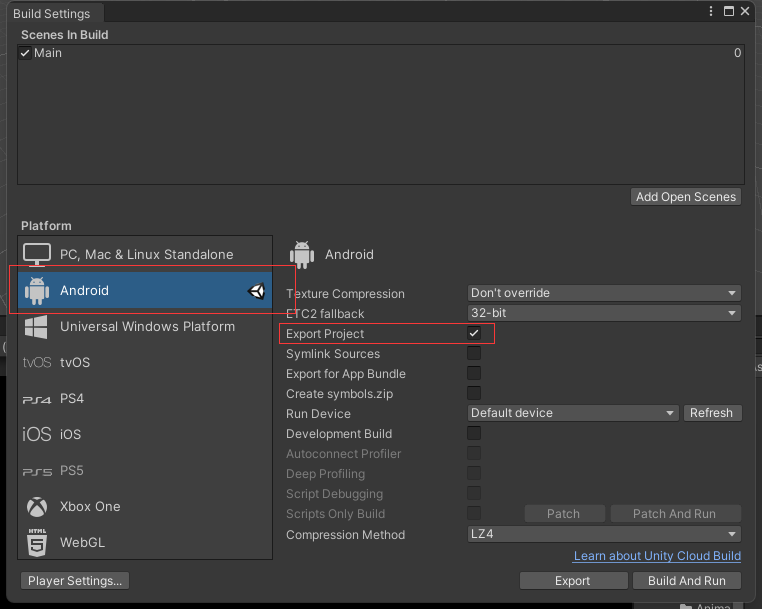 Build Settings
Scenes In Build
Main 0
Add Open Scenes
Platform
PC, Mac & Linux Standalone
Android
Universal Windows Platform
tvOS tvOS
PS4 PS4
iOS iOS
PS5 PS5
Xbox One
HTML
WebGL
Android
Texture Compression Don't override
ETC2 fallback 32-bit
Export Project
Symlink Sources
Export for App Bundle
Create symbols.zip
Run Device Default device Refresh
Development Build
Autoconnect Profiler
Deep Profiling
Script Debugging
Scripts Only Build Patch Patch And Run
Compression Method LZ4
Learn about Unity Cloud Build
Player Settings... Export Build And Run
Anima